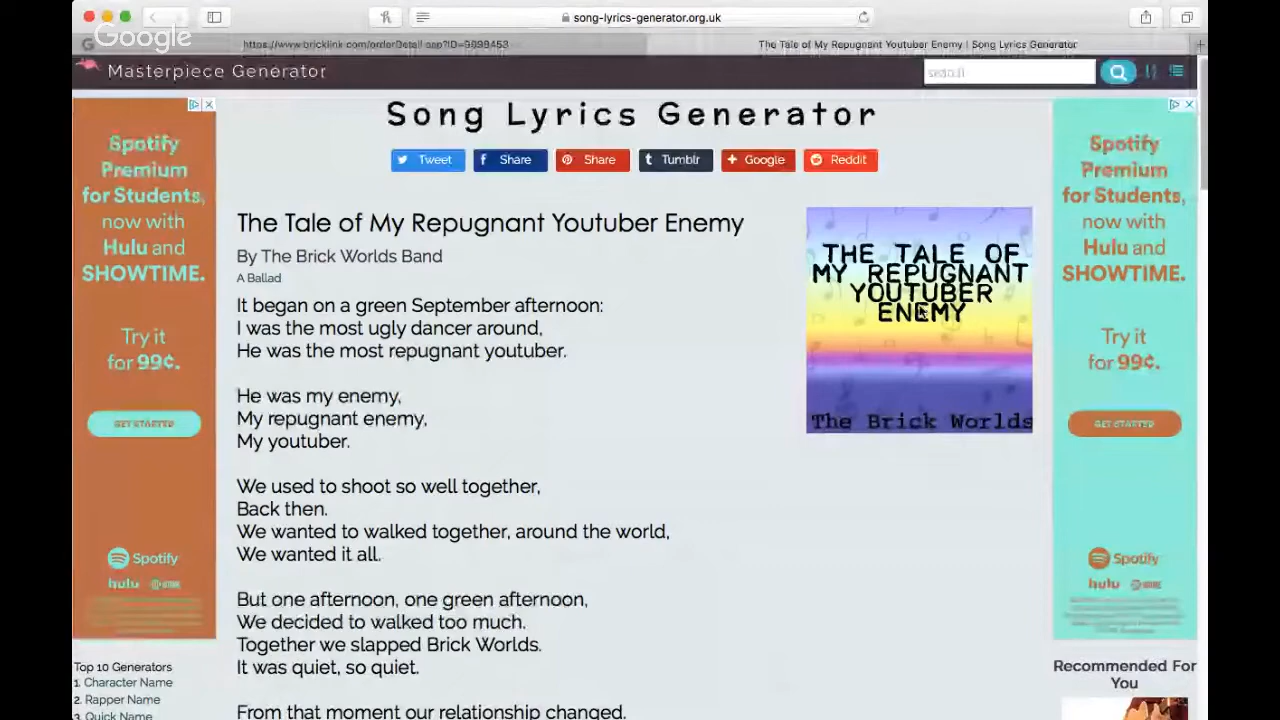 song-lyrics-generator.org.uk
Google
https://www.bricklink.com/orderDetail.asp?ID=9899453
The Tale of My Repugnant Youtuber Enemy | Song Lyrics Generator
Masterpiece Generator
Song Lyrics Generator
Tweet
Share
Share
Tumblr
Google
Reddit
Spotify
Premium
for Students,
now with
Hulu and
SHOWTIME.
Try it
for 99¢.
GET STARTED
Spotify
hulu
The Tale of My Repugnant Youtuber Enemy
By The Brick Worlds Band
A Ballad
It began on a green September afternoon:
I was the most ugly dancer around,
He was the most repugnant youtuber.
He was my enemy,
My repugnant enemy,
My youtuber.
We used to shoot so well together,
Back then.
We wanted to walked together, around the world,
We wanted it all.
But one afternoon, one green afternoon,
We decided to walked too much.
Together we slapped Brick Worlds.
It was quiet, so quiet.
From that moment our relationship changed.
THE TALE OF
MY REPUGNANT
YOUTUBER
ENEMY
The Brick Worlds
Spotify
Premium
for Students,
now with
Hulu and
SHOWTIME.
Try it
for 99¢.
GET STARTED
Spotify
hulu
Top 10 Generators
1. Character Name
2. Rapper Name
3. Quick Name
Recommended For
You